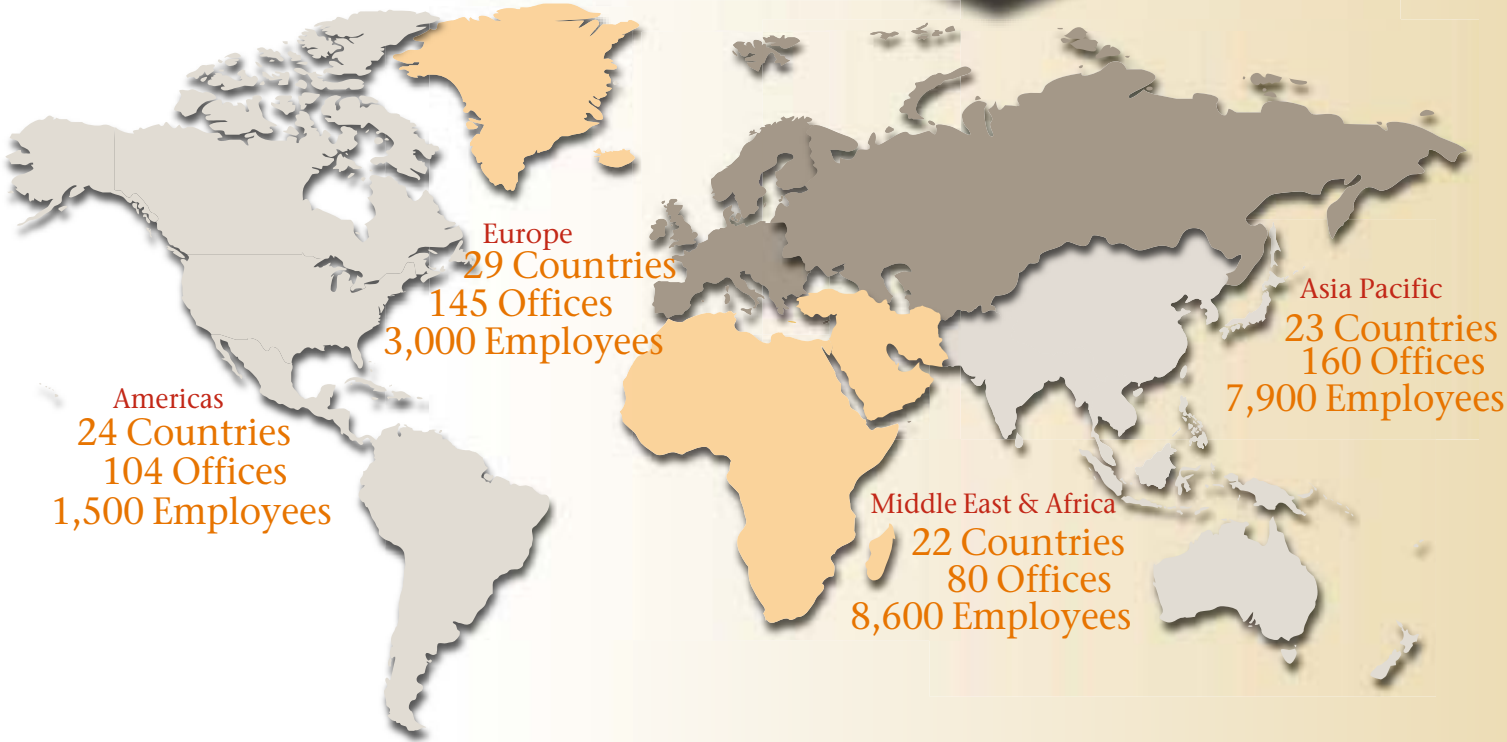 Europe
29 Countries
145 Offices
3,000 Employees
Asia Pacific
23 Countries
160 Offices
7,900 Employees
Americas
24 Countries
104 Offices
1,500 Employees
Middle East & Africa
22 Countries
80 Offices
8,600 Employees